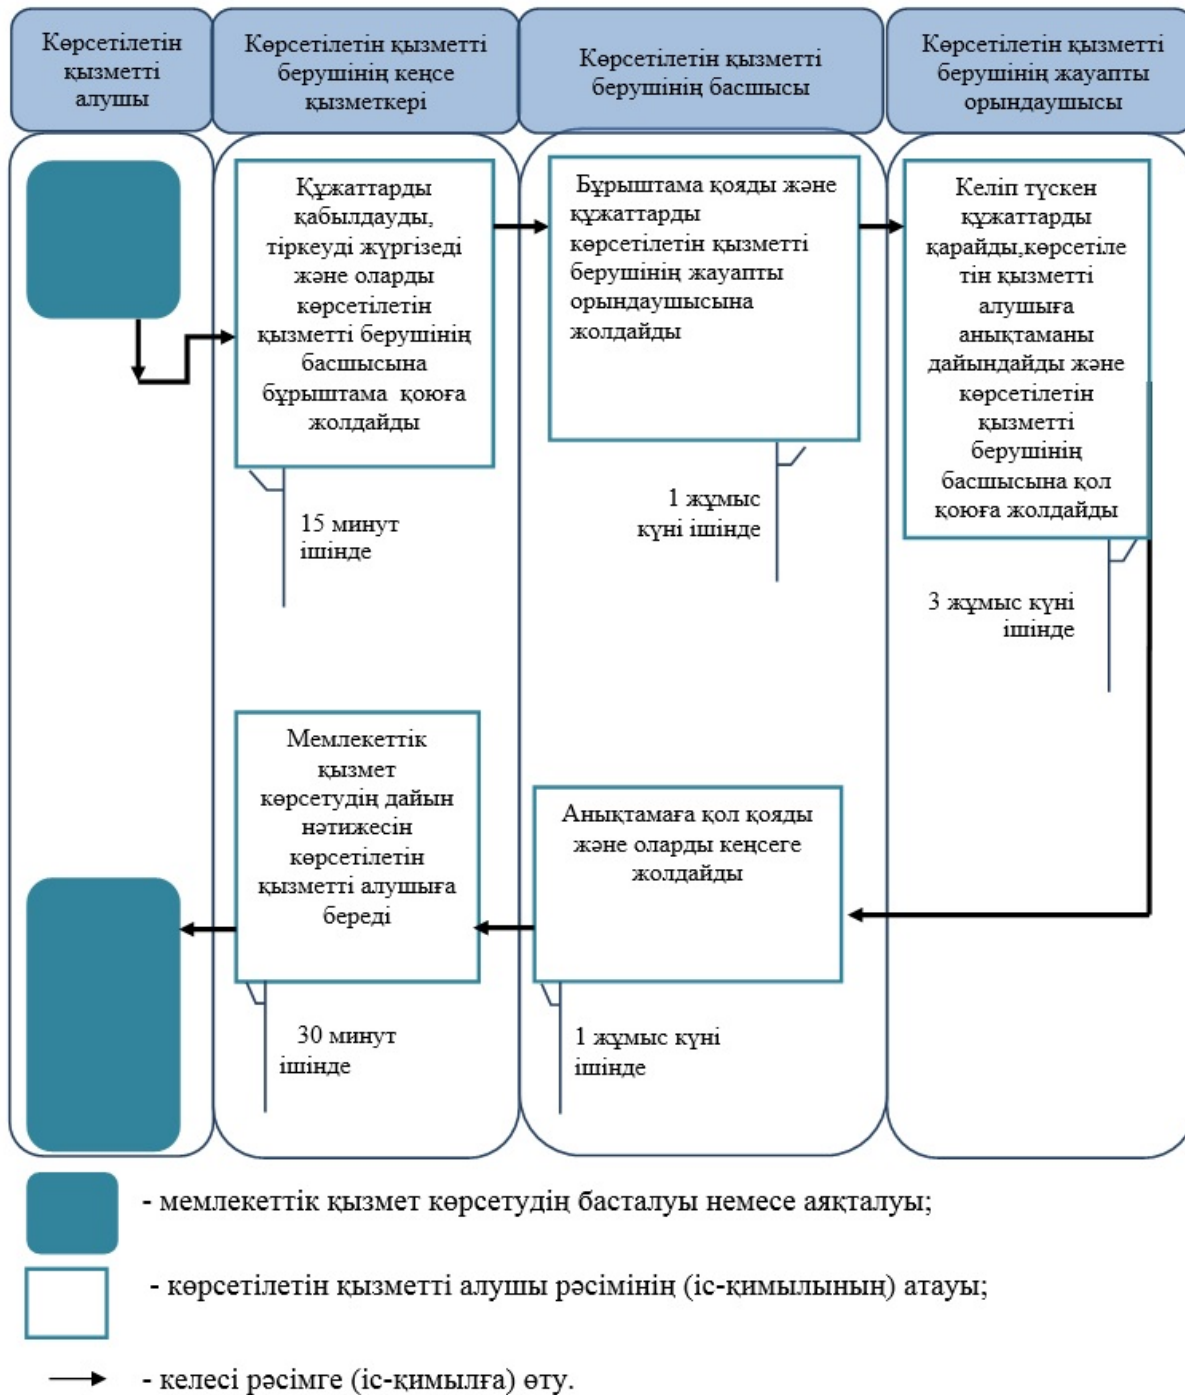 Көрсетілетін
қызметті
алушы
Көрсетілетін қызметті
берушінің кеңсе
қызметкері
Көрсетілетін қызметті
берушінің басшысы
Көрсетілетін қызметті
берушінің жауапты
орындаушысы
Құжаттарды
қабылдауды,
тіркеуді жүргізеді
және оларды
көрсетілетін
қызметті берушінің
басшысына
бұрыштама қоюға
жолдайды
15 минут
ішінде
Бұрыштама қояды және
құжаттарды
көрсетілетін қызметті
берушінің жауапты
орындаушысына
жолдайды
1 жұмыс
күні ішінде
Келіп түскен
құжаттарды
қарайды,көрсетіле
тін қызметті
алушыға
анықтаманы
дайындайды және
көрсетілетін
қызметті
берушінің
басшысына қол
қоюға жолдайды
3 жұмыс күні
ішінде
Мемлекеттік
қызмет
көрсетудің дайын
нәтижесін
көрсетілетін
қызметті алушыға
береді
30 минут
ішінде
Анықтамаға қол қояды
және оларды кеңсеге
жолдайды
1 жұмыс күні
ішінде
- мемлекеттік қызмет көрсетудің басталуы немесе аяқталуы;
- көрсетілетін қызметті алушы рәсімінің (іс-қимылының) атауы;
- келесі рәсімге (іс-қимылға) өту.